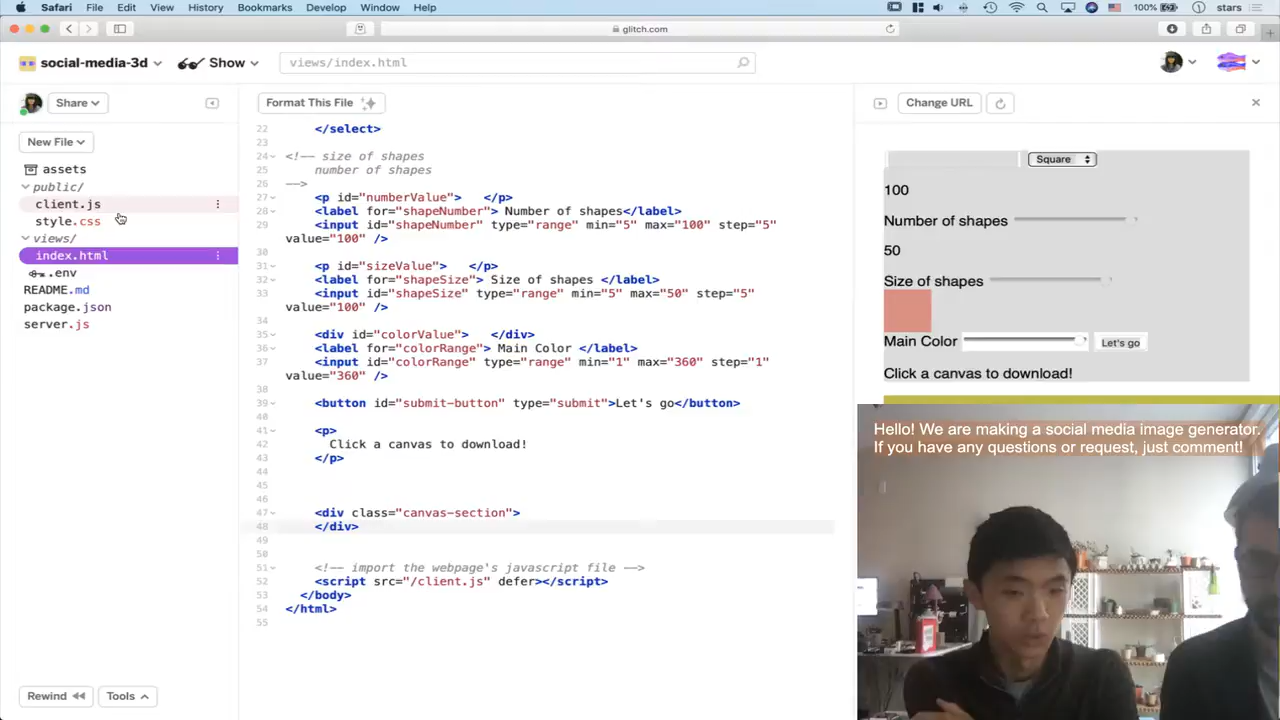 Safari File Edit View History Bookmarks Develop Window Help 100% stars
glitch.com
social-media-3d Show views/index.html
Share Format This File Change URL
New File
assets
public/
client.js
style.css
views/
index.html
.env
README.md
package.json
server.js
Rewind Tools
22 </select>
23
24 <!-- size of shapes
25 number of shapes
26 -->
27 <p id="numberValue"> </p>
28 <label for="shapeNumber"> Number of shapes</label>
29 <input id="shapeNumber" type="range" min="5" max="100" step="5"
value="100" />
30
31 <p id="sizeValue"> </p>
32 <label for="shapeSize"> Size of shapes </label>
33 <input id="shapeSize" type="range" min="5" max="50" step="5"
value="100" />
34
35 <div id="colorValue"> </div>
36 <label for="colorRange"> Main Color </label>
37 <input id="colorRange" type="range" min="1" max="360" step="1"
value="360" />
38
39 <button id="submit-button" type="submit">Let's go</button>
40
41 <p>
42 Click a canvas to download!
43 </p>
44
45
46
47 <div class="canvas-section">
48 </div>
49
50
51 <!-- import the webpage's javascript file -->
52 <script src="/client.js" defer></script>
53 </body>
54 </html>
55
Square
100
Number of shapes
50
Size of shapes
Main Color Let's go
Click a canvas to download!
Hello! We are making a social media image generator.
If you have any questions or request, just comment!